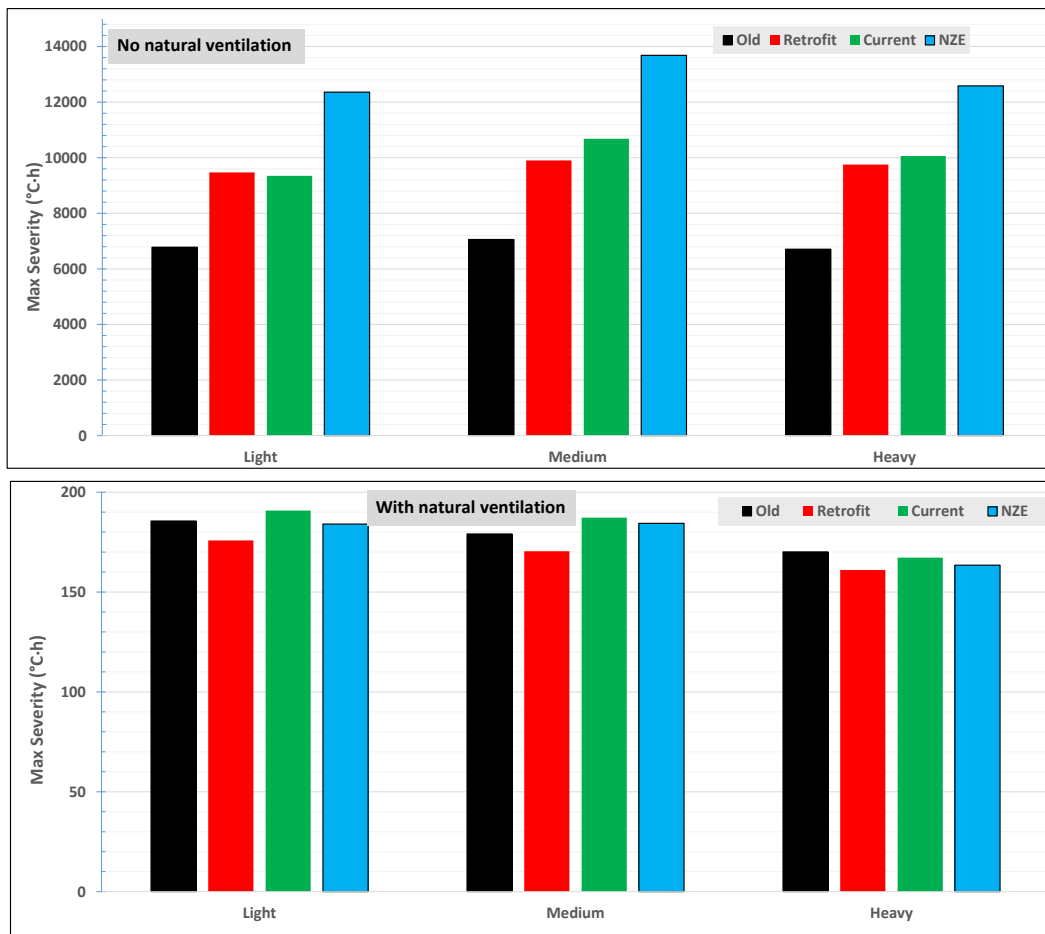 No natural ventilation
Old Retrofit Current NZE
Max Severity (°C·h)
14000
12000
10000
8000
6000
4000
2000
0
Light Medium Heavy
With natural ventilation
Old Retrofit Current NZE
Max Severity (°C·h)
200
150
100
50
0
Light Medium Heavy